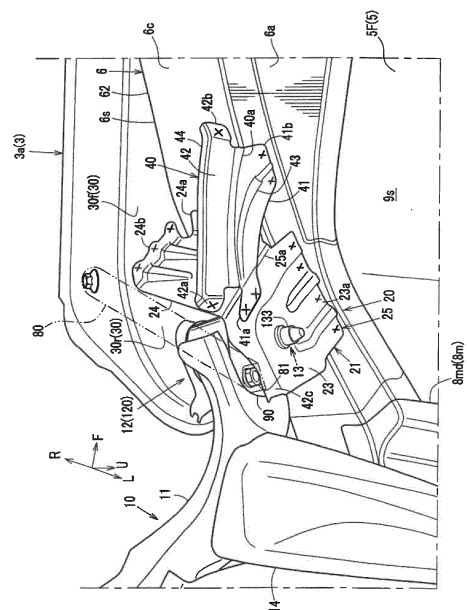 3a(3)
6
62
6s
6c
6a
5F(5)
30f(30)
24b
24a
40
44
42
42b
40a
41b
43
41
9s
80
30r(30)
24
42a
25a
41a
133
13
81
23
42c
90
23a
20
25
21
8md(8m)
12(120)
R
F
U
L
10
11
14